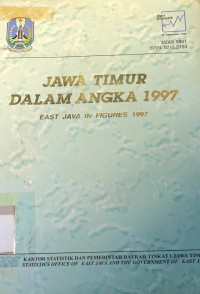 JAWA TIMUR
DALAM ANGKA 1997
EAST JAVA IN FIGURES 1997
KANTOR STATISTIK DAN PEMERINTAH DAERAH TINGKAT I JAWA TIM
STATISTICS OFFICE OF EAST JAVA AND THE GOVERNMENT OF EAST J